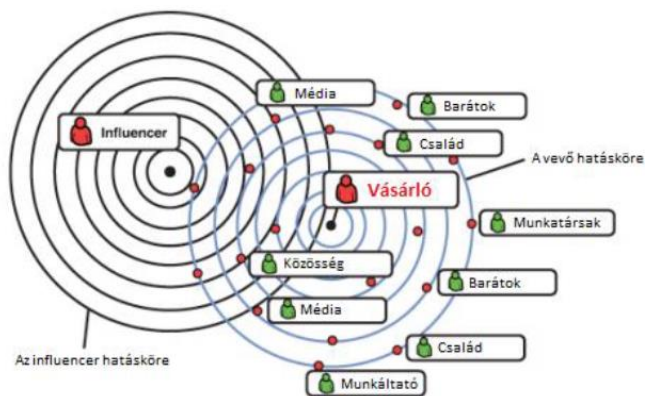 Média
Barátok
Influencer
Család
A vevő hatásköre
Vásárló
Munkatársak
Közösség
Barátok
Média
Az influencer hatásköre
Család
Munkáltató